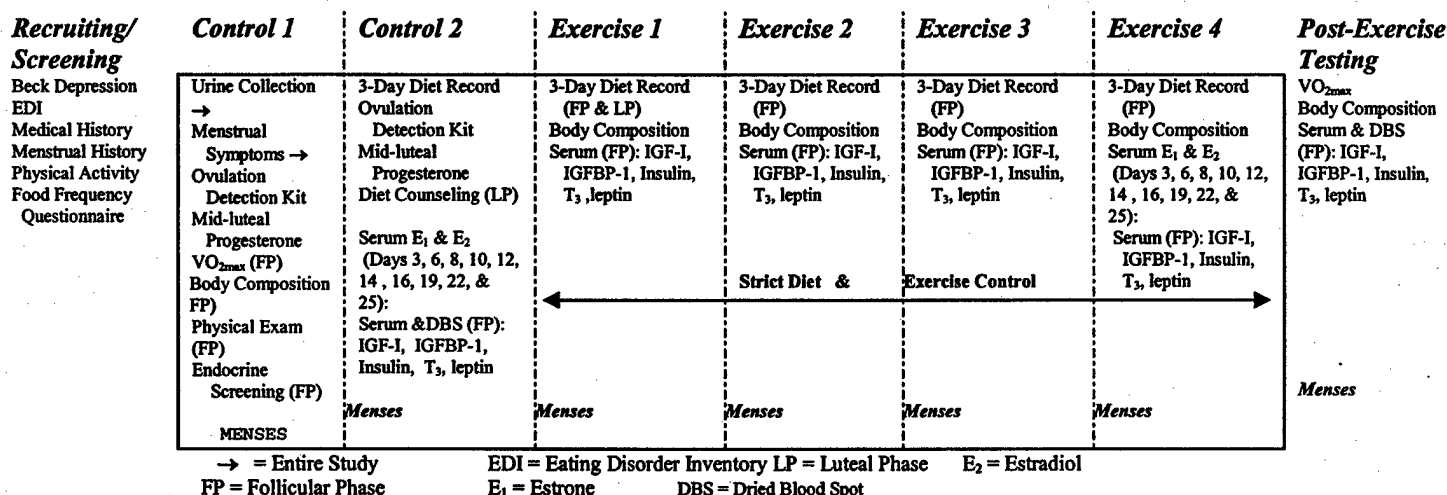 Recruiting/
Screening
Beck Depression
EDI
Medical History
Menstrual History
Physical Activity
Food Frequency
Questionnaire
Control 1
Urine Collection
→
Menstrual
Symptoms →
Ovulation
Detection Kit
Mid-luteal
Progesterone
VO2max (FP)
Body Composition
FP)
Physical Exam
(FP)
Endocrine
Screening (FP)
MENSES
Control 2
3-Day Diet Record
Ovulation
Detection Kit
Mid-luteal
Progesterone
Diet Counseling (LP)
Serum E₁ & E₂
(Days 3, 6, 8, 10, 12,
14 , 16, 19, 22, &
25):
Serum &DBS (FP):
IGF-I, IGFBP-1,
Insulin, T₃, leptin
Menses
Exercise 1
3-Day Diet Record
(FP & LP)
Body Composition
Serum (FP): IGF-I,
IGFBP-1, Insulin,
T₃ ,leptin
Menses
Exercise 2
3-Day Diet Record
(FP)
Body Composition
Serum (FP): IGF-I,
IGFBP-1, Insulin,
T₃, leptin
Strict Diet & Exercise Control
Menses
Exercise 3
3-Day Diet Record
(FP)
Body Composition
Serum (FP): IGF-I,
IGFBP-1, Insulin,
T₃, leptin
Menses
Exercise 4
3-Day Diet Record
(FP)
Body Composition
Serum E₁ & E₂
(Days 3, 6, 8, 10, 12,
14 , 16, 19, 22, &
25):
Serum (FP): IGF-I,
IGFBP-1, Insulin,
T₃, leptin
Menses
Post-Exercise
Testing
VO2max
Body Composition
Serum & DBS
(FP): IGF-I,
IGFBP-1, Insulin,
T₃, leptin
Menses
→ = Entire Study EDI = Eating Disorder Inventory LP = Luteal Phase E₂ = Estradiol
FP = Follicular Phase E₁ = Estrone DBS = Dried Blood Spot